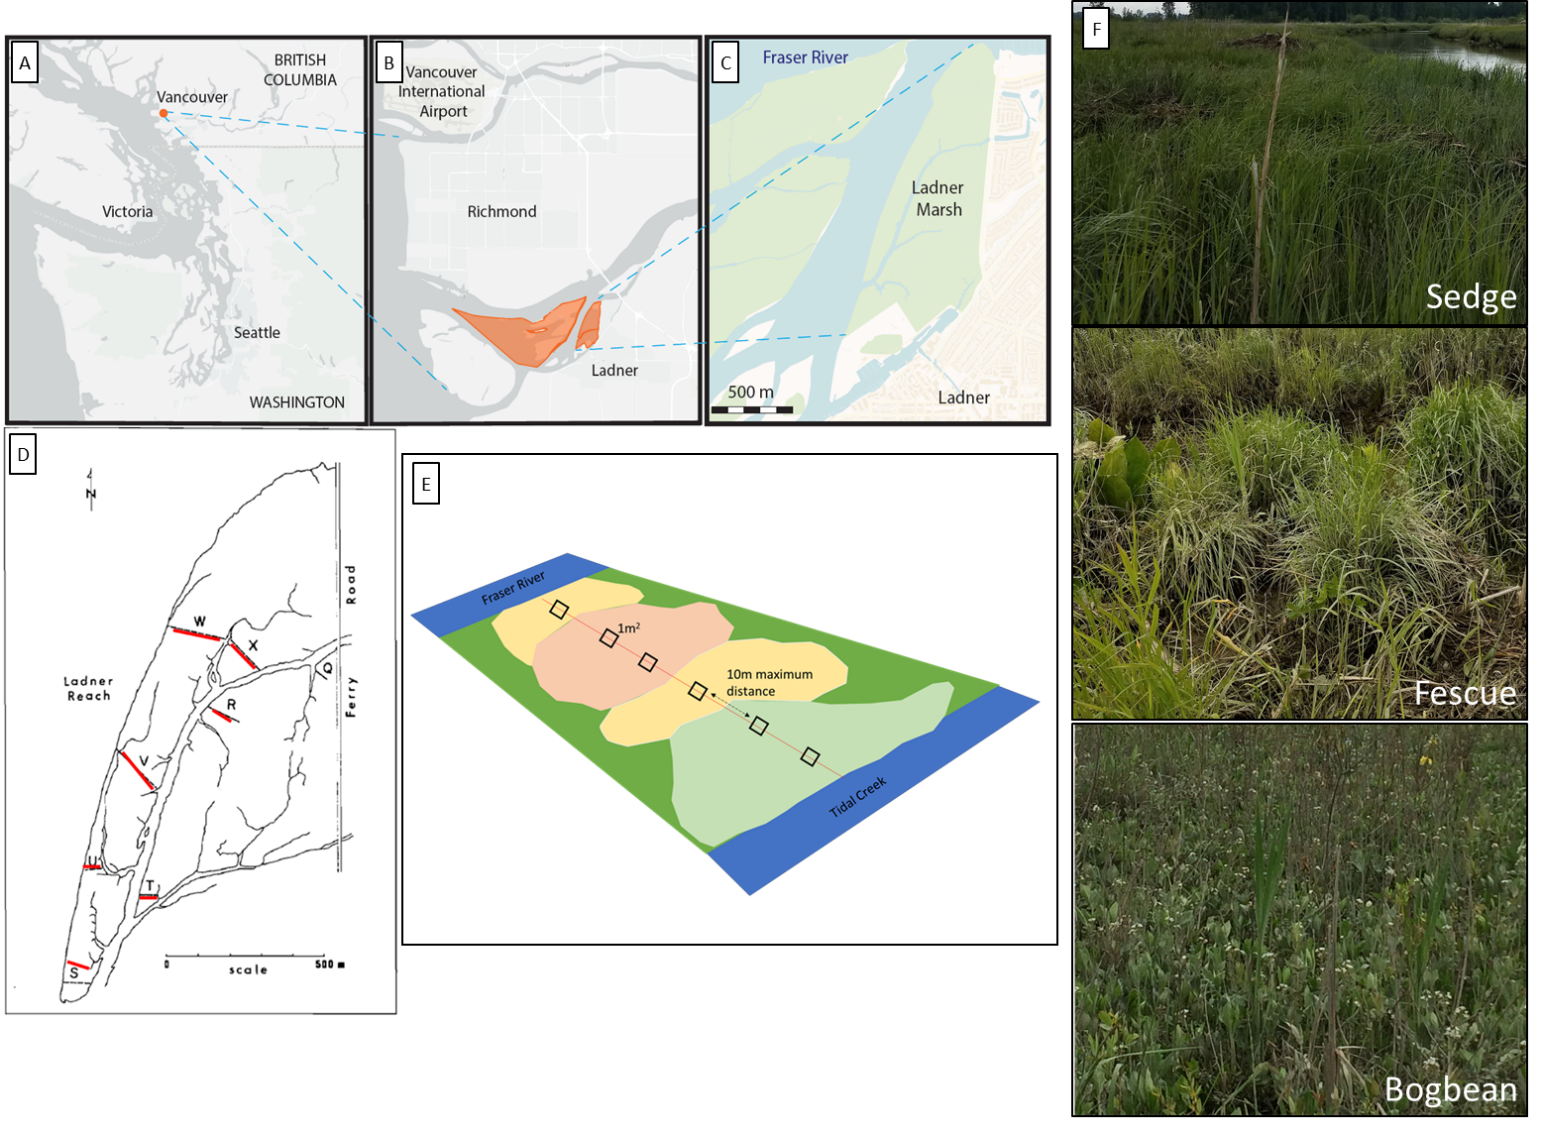 A
BRITISH
COLUMBIA
Vancouver
Victoria
Seattle
WASHINGTON
B
Vancouver
International
Airport
Richmond
Ladner
C
Fraser River
Ladner
Marsh
500 m
Ladner
D
N
W
X
Q
R
V
U
T
S
Ladner
Reach
Road
Ferry
0
500 m
scale
E
Fraser River
1m²
10m maximum
distance
Tidal Creek
F
Sedge
Fescue
Bogbean